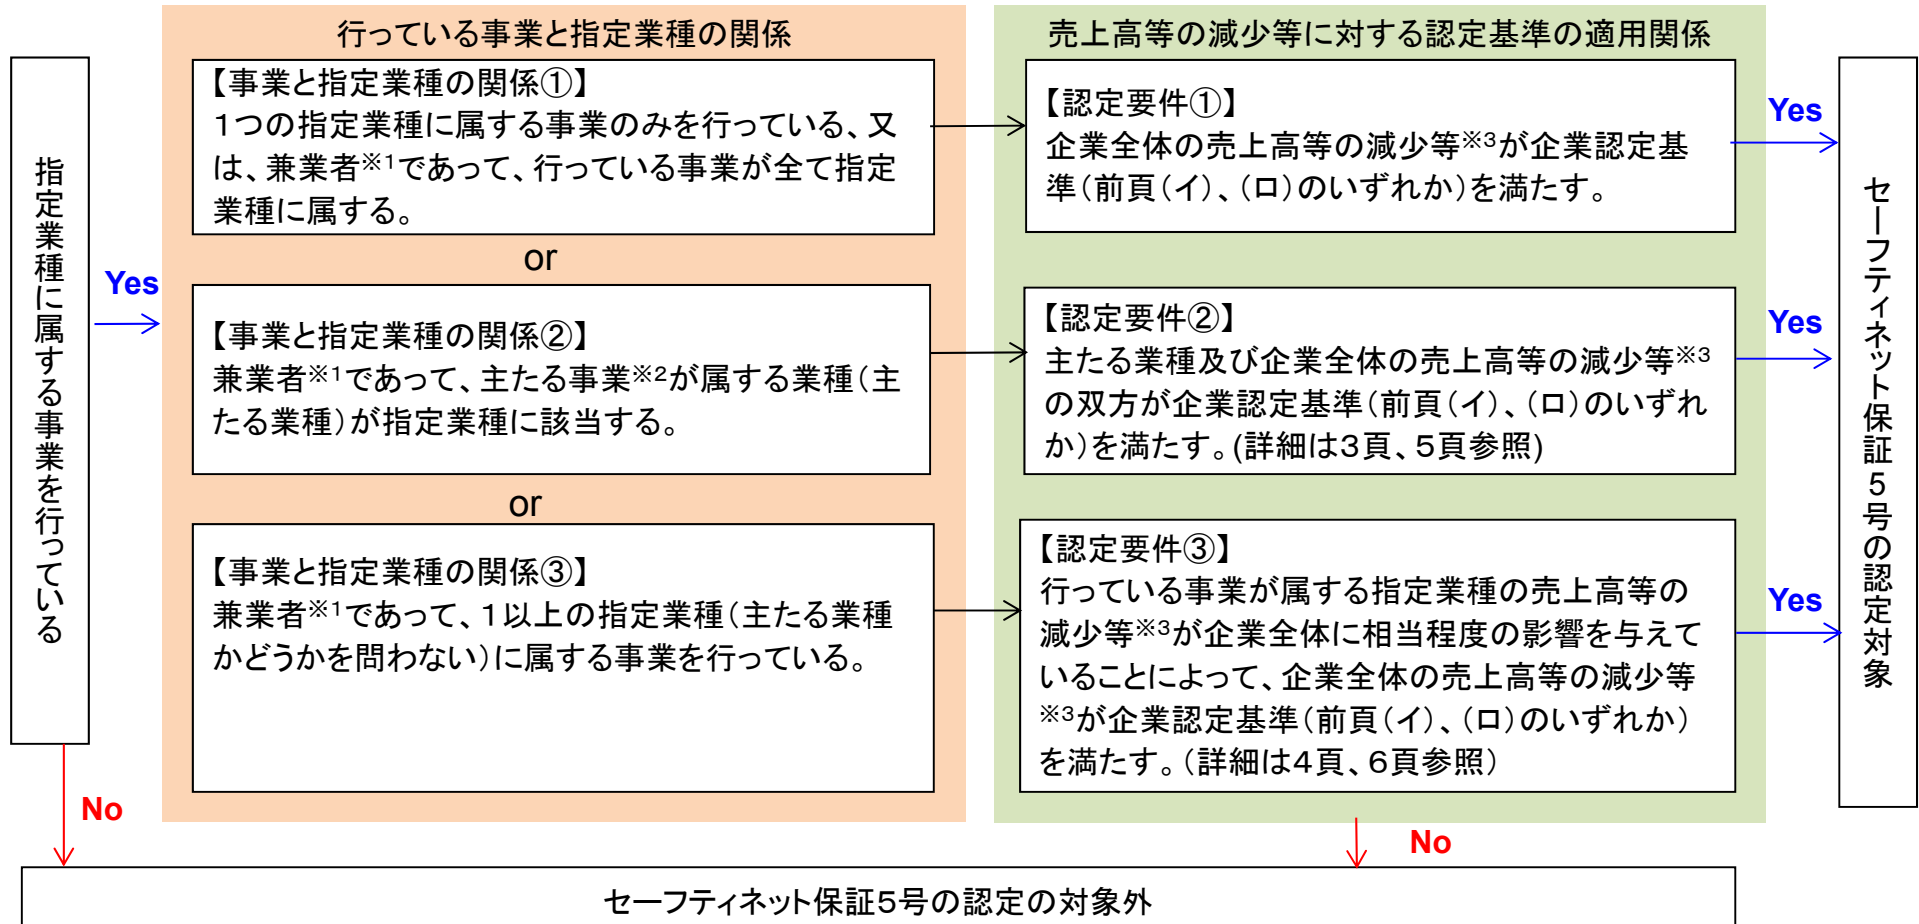 指定業種に属する事業を行っている
Yes
No
行っている事業と指定業種の関係
【事業と指定業種の関係①】
１つの指定業種に属する事業のみを行っている、又
は、兼業者※1であって、行っている事業が全て指定
業種に属する。
or
【事業と指定業種の関係②】
兼業者※1であって、主たる事業※2が属する業種（主
たる業種）が指定業種に該当する。
or
【事業と指定業種の関係③】
兼業者※1であって、１以上の指定業種（主たる業種
かどうかを問わない）に属する事業を行っている。
売上高等の減少等に対する認定基準の適用関係
【認定要件①】
企業全体の売上高等の減少等※3が企業認定基
準（前頁（イ）、（ロ）のいずれか）を満たす。
Yes
【認定要件②】
主たる業種及び企業全体の売上高等の減少等※3
の双方が企業認定基準（前頁（イ）、（ロ）のいずれ
か）を満たす。(詳細は３頁、５頁参照)
Yes
【認定要件③】
行っている事業が属する指定業種の売上高等の
減少等※3が企業全体に相当程度の影響を与えて
いることによって、企業全体の売上高等の減少等
※3が企業認定基準（前頁（イ）、（ロ）のいずれか）
を満たす。（詳細は４頁、６頁参照）
Yes
No
セーフティネット保証５号の認定対象
セーフティネット保証５号の認定の対象外